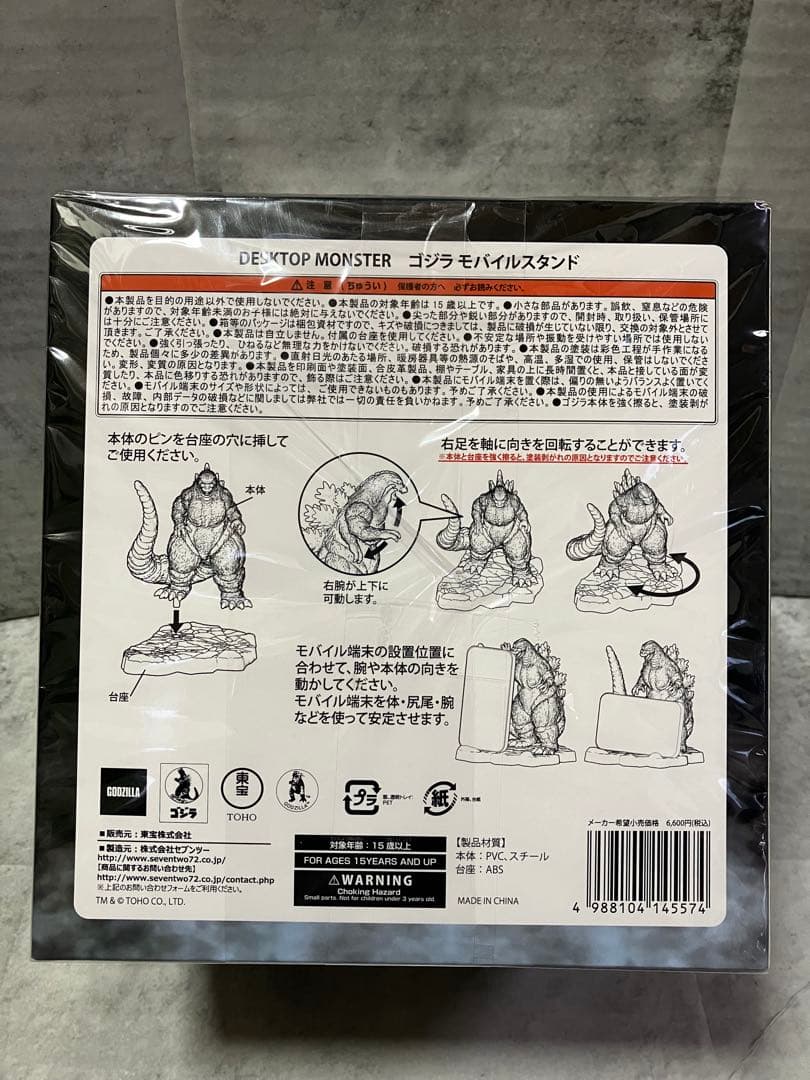 DESKTOP MONSTER ゴジラ モバイルスタンド
⚠注 意 (ちゅうい) 保護者の方へ 必ずお読みください。
●本製品を目的の用途以外で使用しないでください。●本製品の対象年齢は15歳以上です。●小さな部品があります。誤飲、窒息などの危険
がありますので、対象年齢未満のお子様には絶対に与えないでください。●尖った部分や鋭い部分がありますので、開封時、取り扱い、保管場所に
は十分にご注意ください。●箱等のパッケージは梱包資材ですので、キズや破損につきましては、製品に破損が生じていない限り、交換の対象外とさせて
頂きます。ご了承ください。●本製品は自立しません。付属の台座を使用してください。●不安定な場所や振動を受けやすい場所では使用しない
でください。●強く引っ張ったり、ひねるなど無理な力をかけないでください。破損する恐れがあります。●本製品の塗装は彩色工程が手作業になる
ため、製品個々に多少の差異があります。●直射日光のあたる場所、暖房器具等の熱源のそばや、高温、多湿での使用、保管はしないでくださ
い。変形、変質の原因となります。●本製品を印刷面や塗装面、合皮革製品、棚やテーブル、家具の上に長時間置くと、本品と接している面が変
質したり、本品に色移りする恐れがありますので、飾る際はご注意ください。●本製品にモバイル端末を置く際は、偏りの無いようバランスよく置いてく
ださい。●モバイル端末のサイズや形状によっては、ご使用できないものもあります。予めご了承ください。●本製品の使用によるモバイル端末の破
損、故障、内部データの破損などに関しましては弊社では一切の責任を負いかねます。予めご了承ください。●ゴジラ本体を強く擦ると、塗装剥が
れの原因となりますのでご注意ください。
本体のピンを台座の穴に挿して
ご使用ください。
本体
台座
右腕が上下に
可動します。
右足を軸に向きを回転することができます。
※本体と台座を強く擦ると、塗装剥がれの原因となりますのでご注意ください。
モバイル端末の設置位置に
合わせて、腕や本体の向きを
動かしてください。
モバイル端末を体・尻尾・腕
などを使って安定させます。
GODZILLA
ゴジラ
東宝
TOHO
GODZILLA
プラ
蓋、透明トレイ:
PET
紙
外箱、台紙
■販売元:東宝株式会社
■製造元:株式会社セブンツー
http://www.seventwo72.co.jp/
【商品に関するお問い合わせ先】
http://www.seventwo72.co.jp/contact.php
※上記のお問い合わせフォームをご利用ください。
TM & © TOHO CO., LTD.
対象年齢:15歳以上
FOR AGES 15YEARS AND UP
⚠WARNING
Choking Hazard
Small parts. Not for children under 3 years old.
【製品材質】
本体:PVC、スチール
台座:ABS
MADE IN CHINA
メーカー希望小売価格 6,600円(税込)
4 988104 145574